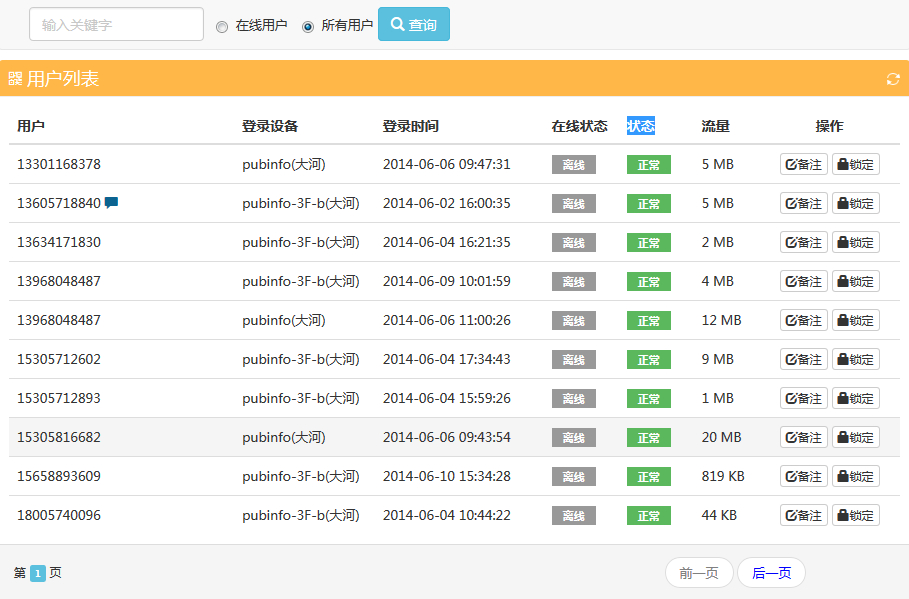 输入关键字 在线用户 所有用户 查询
用户列表
用户 登录设备 登录时间 在线状态 状态 流量 操作
13301168378 pubinfo(大河) 2014-06-06 09:47:31 离线 正常 5 MB 备注 锁定
13605718840 pubinfo-3F-b(大河) 2014-06-02 16:00:35 离线 正常 5 MB 备注 锁定
13634171830 pubinfo-3F-b(大河) 2014-06-04 16:21:35 离线 正常 2 MB 备注 锁定
13968048487 pubinfo-3F-b(大河) 2014-06-09 10:01:59 离线 正常 4 MB 备注 锁定
13968048487 pubinfo(大河) 2014-06-06 11:00:26 离线 正常 12 MB 备注 锁定
15305712602 pubinfo-3F-b(大河) 2014-06-04 17:34:43 离线 正常 9 MB 备注 锁定
15305712893 pubinfo-3F-b(大河) 2014-06-04 15:59:26 离线 正常 1 MB 备注 锁定
15305816682 pubinfo(大河) 2014-06-06 09:43:54 离线 正常 20 MB 备注 锁定
15658893609 pubinfo-3F-b(大河) 2014-06-10 15:34:28 离线 正常 819 KB 备注 锁定
18005740096 pubinfo-3F-b(大河) 2014-06-04 10:44:22 离线 正常 44 KB 备注 锁定
第 1 页 前一页 后一页